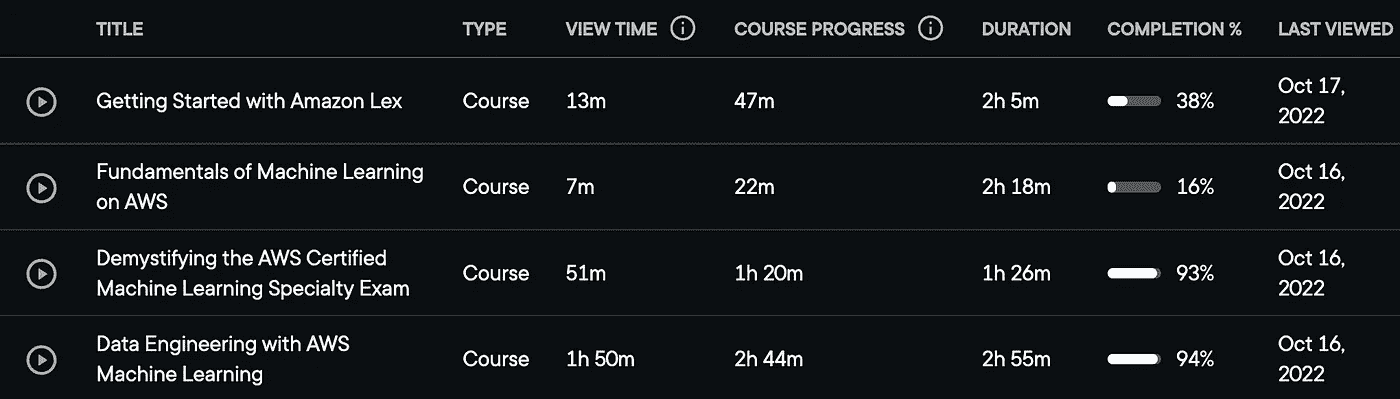 TITLE TYPE VIEW TIME COURSE PROGRESS DURATION COMPLETION % LAST VIEWED
Getting Started with Amazon Lex Course 13m 47m 2h 5m 38% Oct 17,
2022
Fundamentals of Machine Learning
on AWS Course 7m 22m 2h 18m 16% Oct 16,
2022
Demystifying the AWS Certified
Machine Learning Specialty Exam Course 51m 1h 20m 1h 26m 93% Oct 16,
2022
Data Engineering with AWS
Machine Learning Course 1h 50m 2h 44m 2h 55m 94% Oct 16,
2022